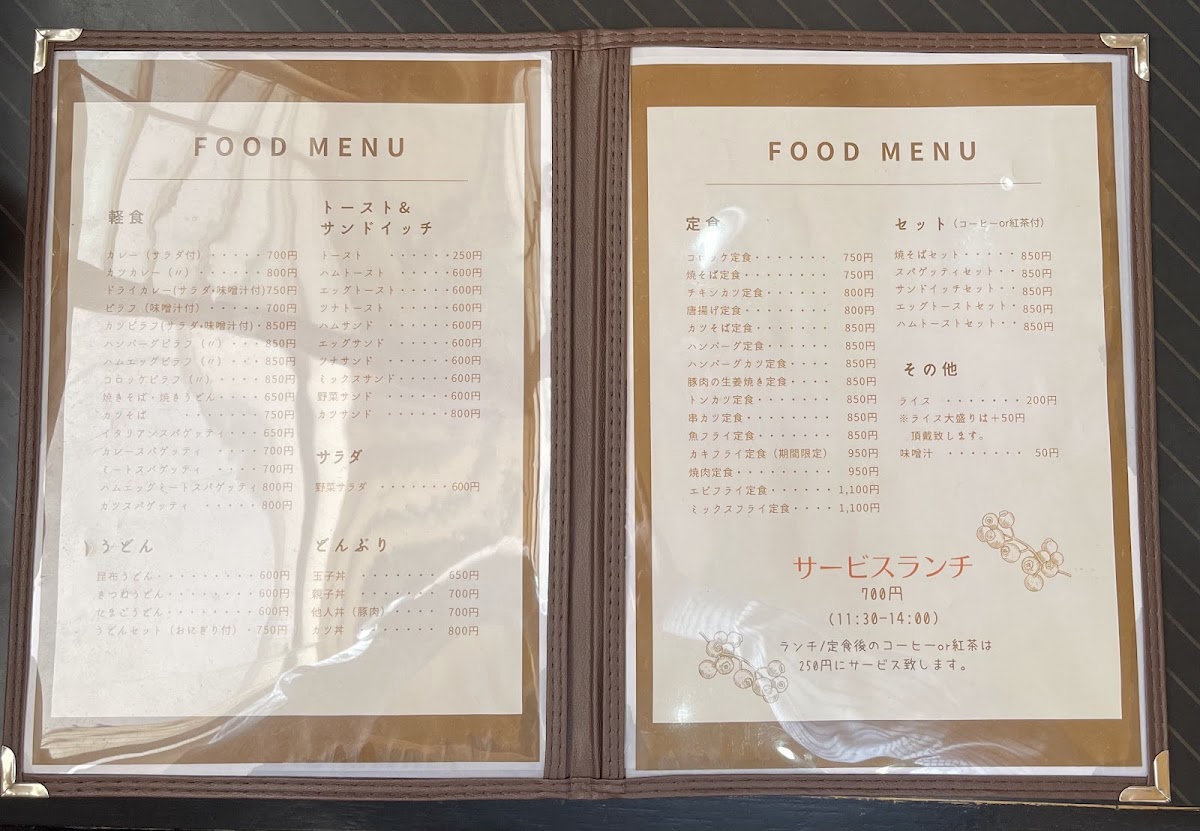 FOOD MENU
軽食
カレー（サラダ付）・・・・・・700円
カツカレー（〃）・・・・・・800円
ドライカレー(サラダ・味噌汁付)750円
ピラフ（味噌汁付）・・・・・700円
カツピラフ(サラダ・味噌汁付)・850円
ハンバーグピラフ（〃）・・・850円
ハムエッグピラフ（〃）・・・850円
コロッケピラフ（〃）・・・・850円
焼きそば・焼きうどん・・・・650円
カツそば ・・・・・・・750円
イタリアンスパゲッティ・・・650円
カレースパゲッティ ・・・・700円
ミートスパゲッティ ・・・・700円
ハムエッグミートスパゲッティ 800円
カツスパゲッティ ・・・・・800円
トースト&
サンドイッチ
トースト ・・・・・・250円
ハムトースト ・・・・・600円
エッグトースト・・・・・600円
ツナトースト ・・・・・600円
ハムサンド ・・・・・・600円
エッグサンド ・・・・・600円
ツナサンド ・・・・・・600円
ミックスサンド・・・・・600円
野菜サンド ・・・・・・600円
カツサンド ・・・・・・800円
サラダ
野菜サラダ ・・・・・・・600円
うどん
昆布うどん・・・・・・・・・600円
きつねうどん・・・・・・・・600円
たまごうどん・・・・・・・・600円
うどんセット（おにぎり付）・750円
どんぶり
玉子丼 ・・・・・・・650円
親子丼 ・・・・・・・700円
他人丼（豚肉）・・・・700円
カツ丼 ・・・・・・・800円
FOOD MENU
定食
コロッケ定食・・・・・・・ 750円
焼そば定食・・・・・・・・ 750円
チキンカツ定食・・・・・・ 800円
唐揚げ定食・・・・・・・・ 800円
カツそば定食・・・・・・・ 850円
ハンバーグ定食・・・・・・ 850円
ハンバーグカツ定食・・・・ 850円
豚肉の生姜焼き定食・・・・ 850円
トンカツ定食・・・・・・・ 850円
串カツ定食・・・・・・・・ 850円
魚フライ定食・・・・・・・ 850円
カキフライ定食（期間限定） 950円
焼肉定食・・・・・・・・・ 950円
エビフライ定食・・・・・・ 1,100円
ミックスフライ定食・・・・ 1,100円
セット（コーヒーor紅茶付）
焼そばセット・・・・ 850円
スパゲッティセット・・ 850円
サンドイッチセット・・ 850円
エッグトーストセット・・ 850円
ハムトーストセット・・ 850円
その他
ライス ・・・・・・・ 200円
※ライス大盛りは＋50円
頂戴致します。
味噌汁 ・・・・・・・ 50円
サービスランチ
700円
(11:30−14:00)
ランチ/定食後のコーヒーor紅茶は
250円にサービス致します。